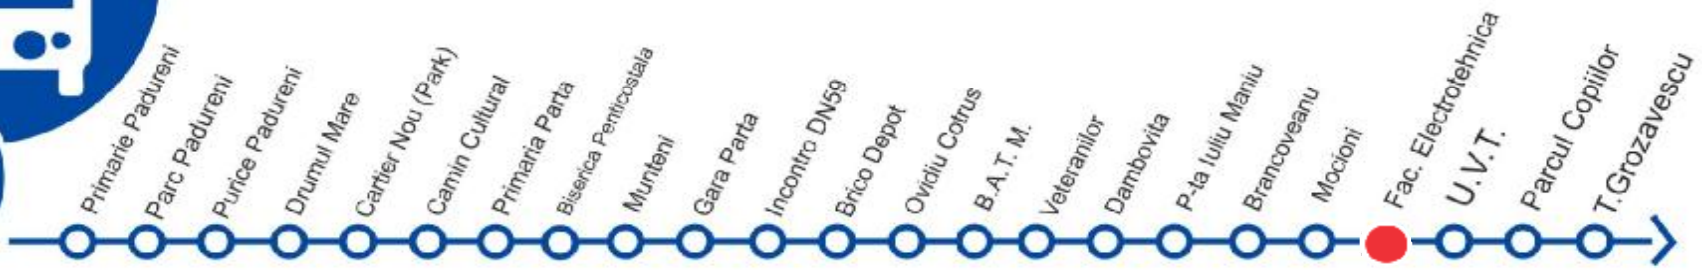 Primarie Padureni
Parc Padureni
Purice Padureni
Drumul Mare
Cartier Nou (Park)
Camin Cultural
Primaria Parta
Biserica Penticostala
Munteni
Gara Parta
Incontro DN59
Brico Depot
Ovidiu Cotrus
B.A.T. M.
Veteranilor
Dambovita
P-ta Iuliu Maniu
Brancoveanu
Mocioni
Fac. Electrotehnica
U.V.T.
Parcul Copiilor
T.Grozavescu